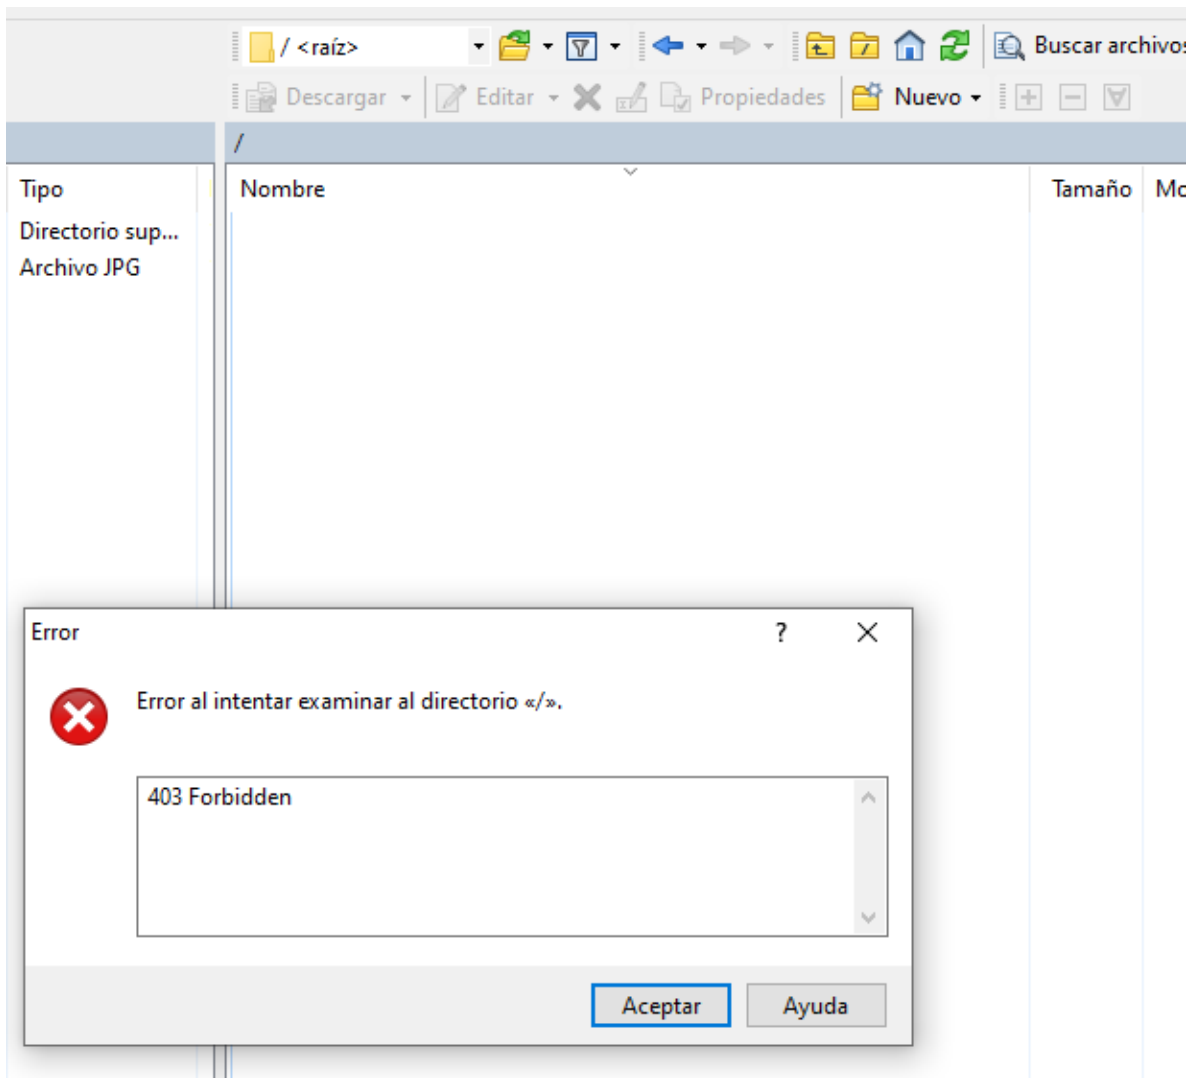 / <raíz>
Buscar archivos
Descargar
Editar
Propiedades
Nuevo
/
Tipo
Nombre
Tamaño
Directorio sup...
Archivo JPG
Error
?
Error al intentar examinar al directorio «/».
403 Forbidden
Aceptar
Ayuda